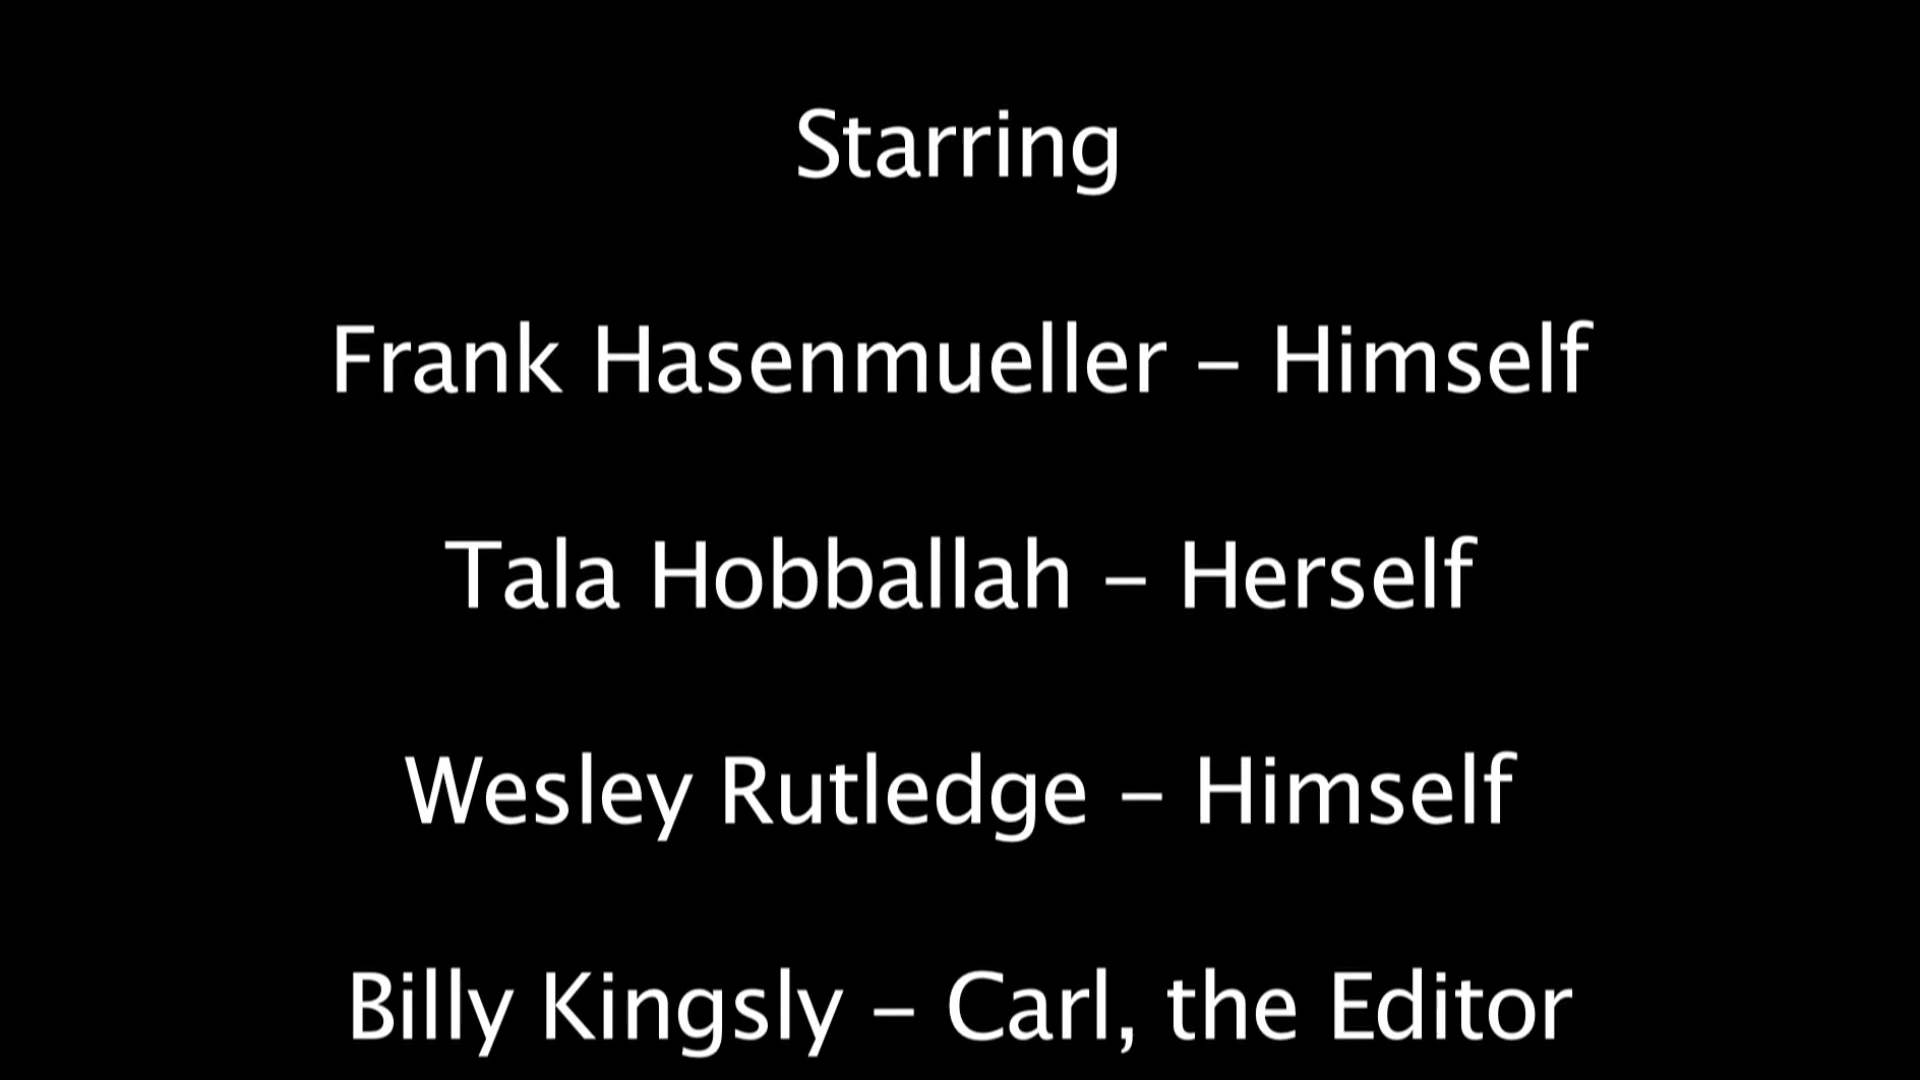 Starring
Frank Hasenmueller – Himself
Tala Hobballah – Herself
Wesley Rutledge – Himself
Billy Kingsly – Carl, the Editor